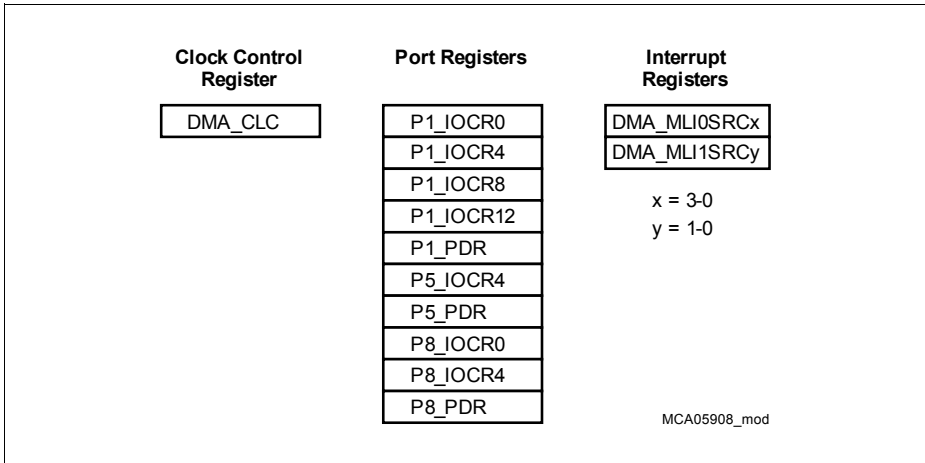 Clock Control
Register
DMA_CLC
Port Registers
P1_IOCR0
P1_IOCR4
P1_IOCR8
P1_IOCR12
P1_PDR
P5_IOCR4
P5_PDR
P8_IOCR0
P8_IOCR4
P8_PDR
Interrupt
Registers
DMA_MLI0SRCx
DMA_MLI1SRCy
x = 3-0
y = 1-0
MCA05908_mod